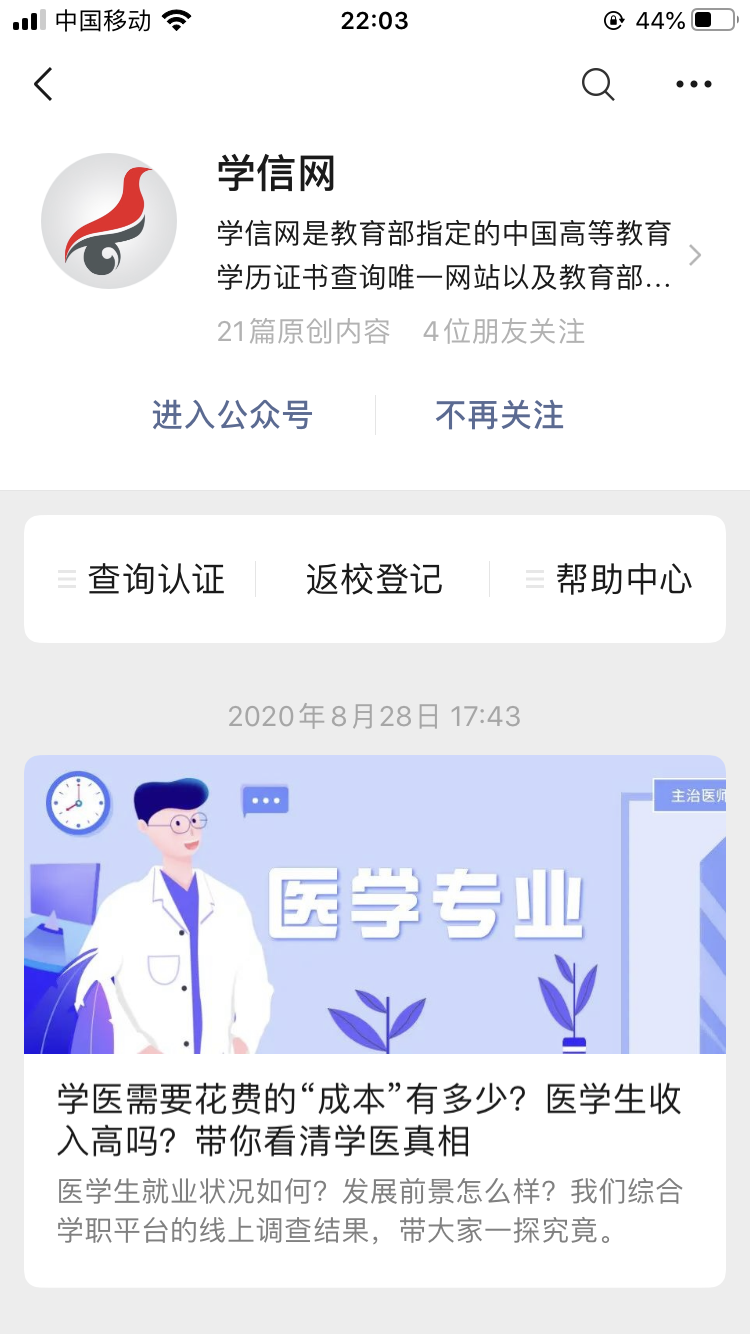 中国移动
22:03
44%
学信网
学信网是教育部指定的中国高等教育
学历证书查询唯一网站以及教育部...
21篇原创内容 4位朋友关注
进入公众号
不再关注
查询认证
返校登记
帮助中心
2020年8月28日 17:43
主治医师
医学专业
学医需要花费的“成本”有多少？医学生收
入高吗？带你看清学医真相
医学生就业状况如何？发展前景怎么样？我们综合
学职平台的线上调查结果，带大家一探究竟。